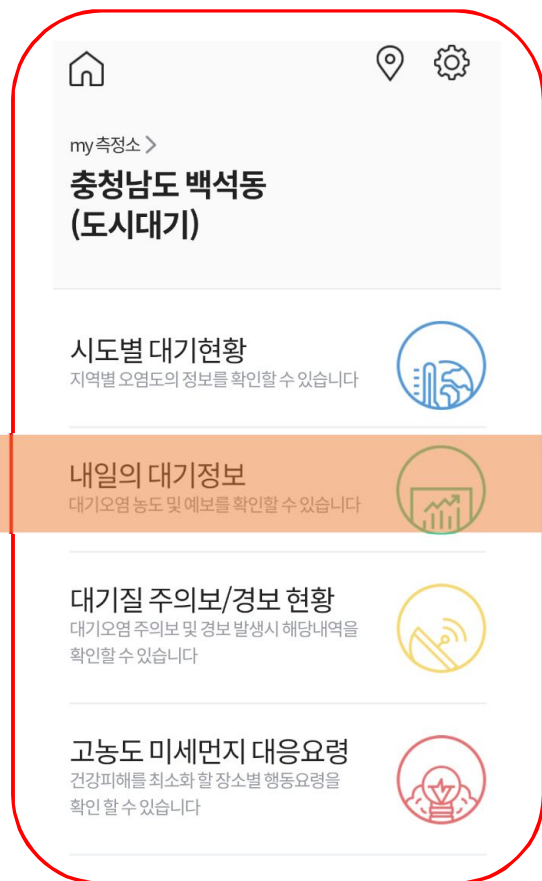 my 측정소 >
충청남도 백석동
(도시대기)
시도별 대기현황
지역별 오염도의 정보를 확인할 수 있습니다
내일의 대기정보
대기오염 농도 및 예보를 확인할 수 있습니다
대기질 주의보/경보 현황
대기오염 주의보 및 경보 발생시 해당내역을
확인할 수 있습니다
고농도 미세먼지 대응요령
건강피해를 최소화 할 장소별 행동요령을
확인 할 수 있습니다